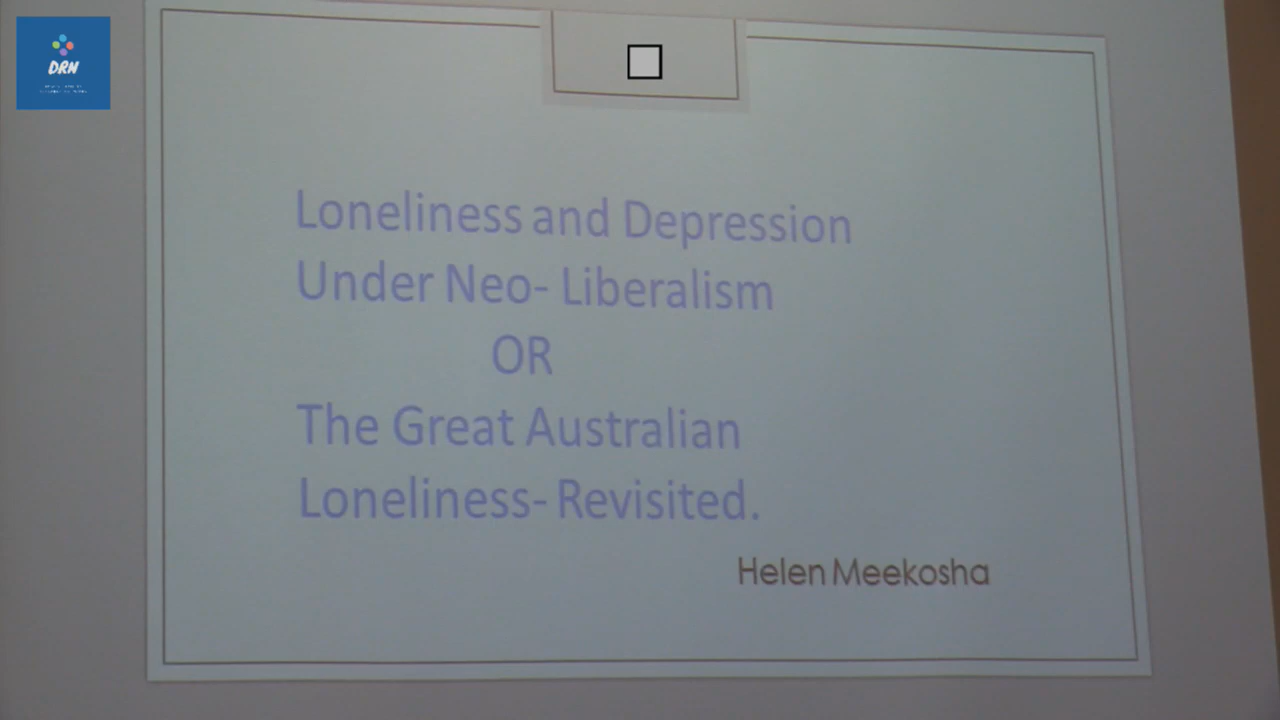 DRN
Loneliness and Depression
Under Neo- Liberalism
OR
The Great Australian
Loneliness- Revisited.
Helen Meekosha